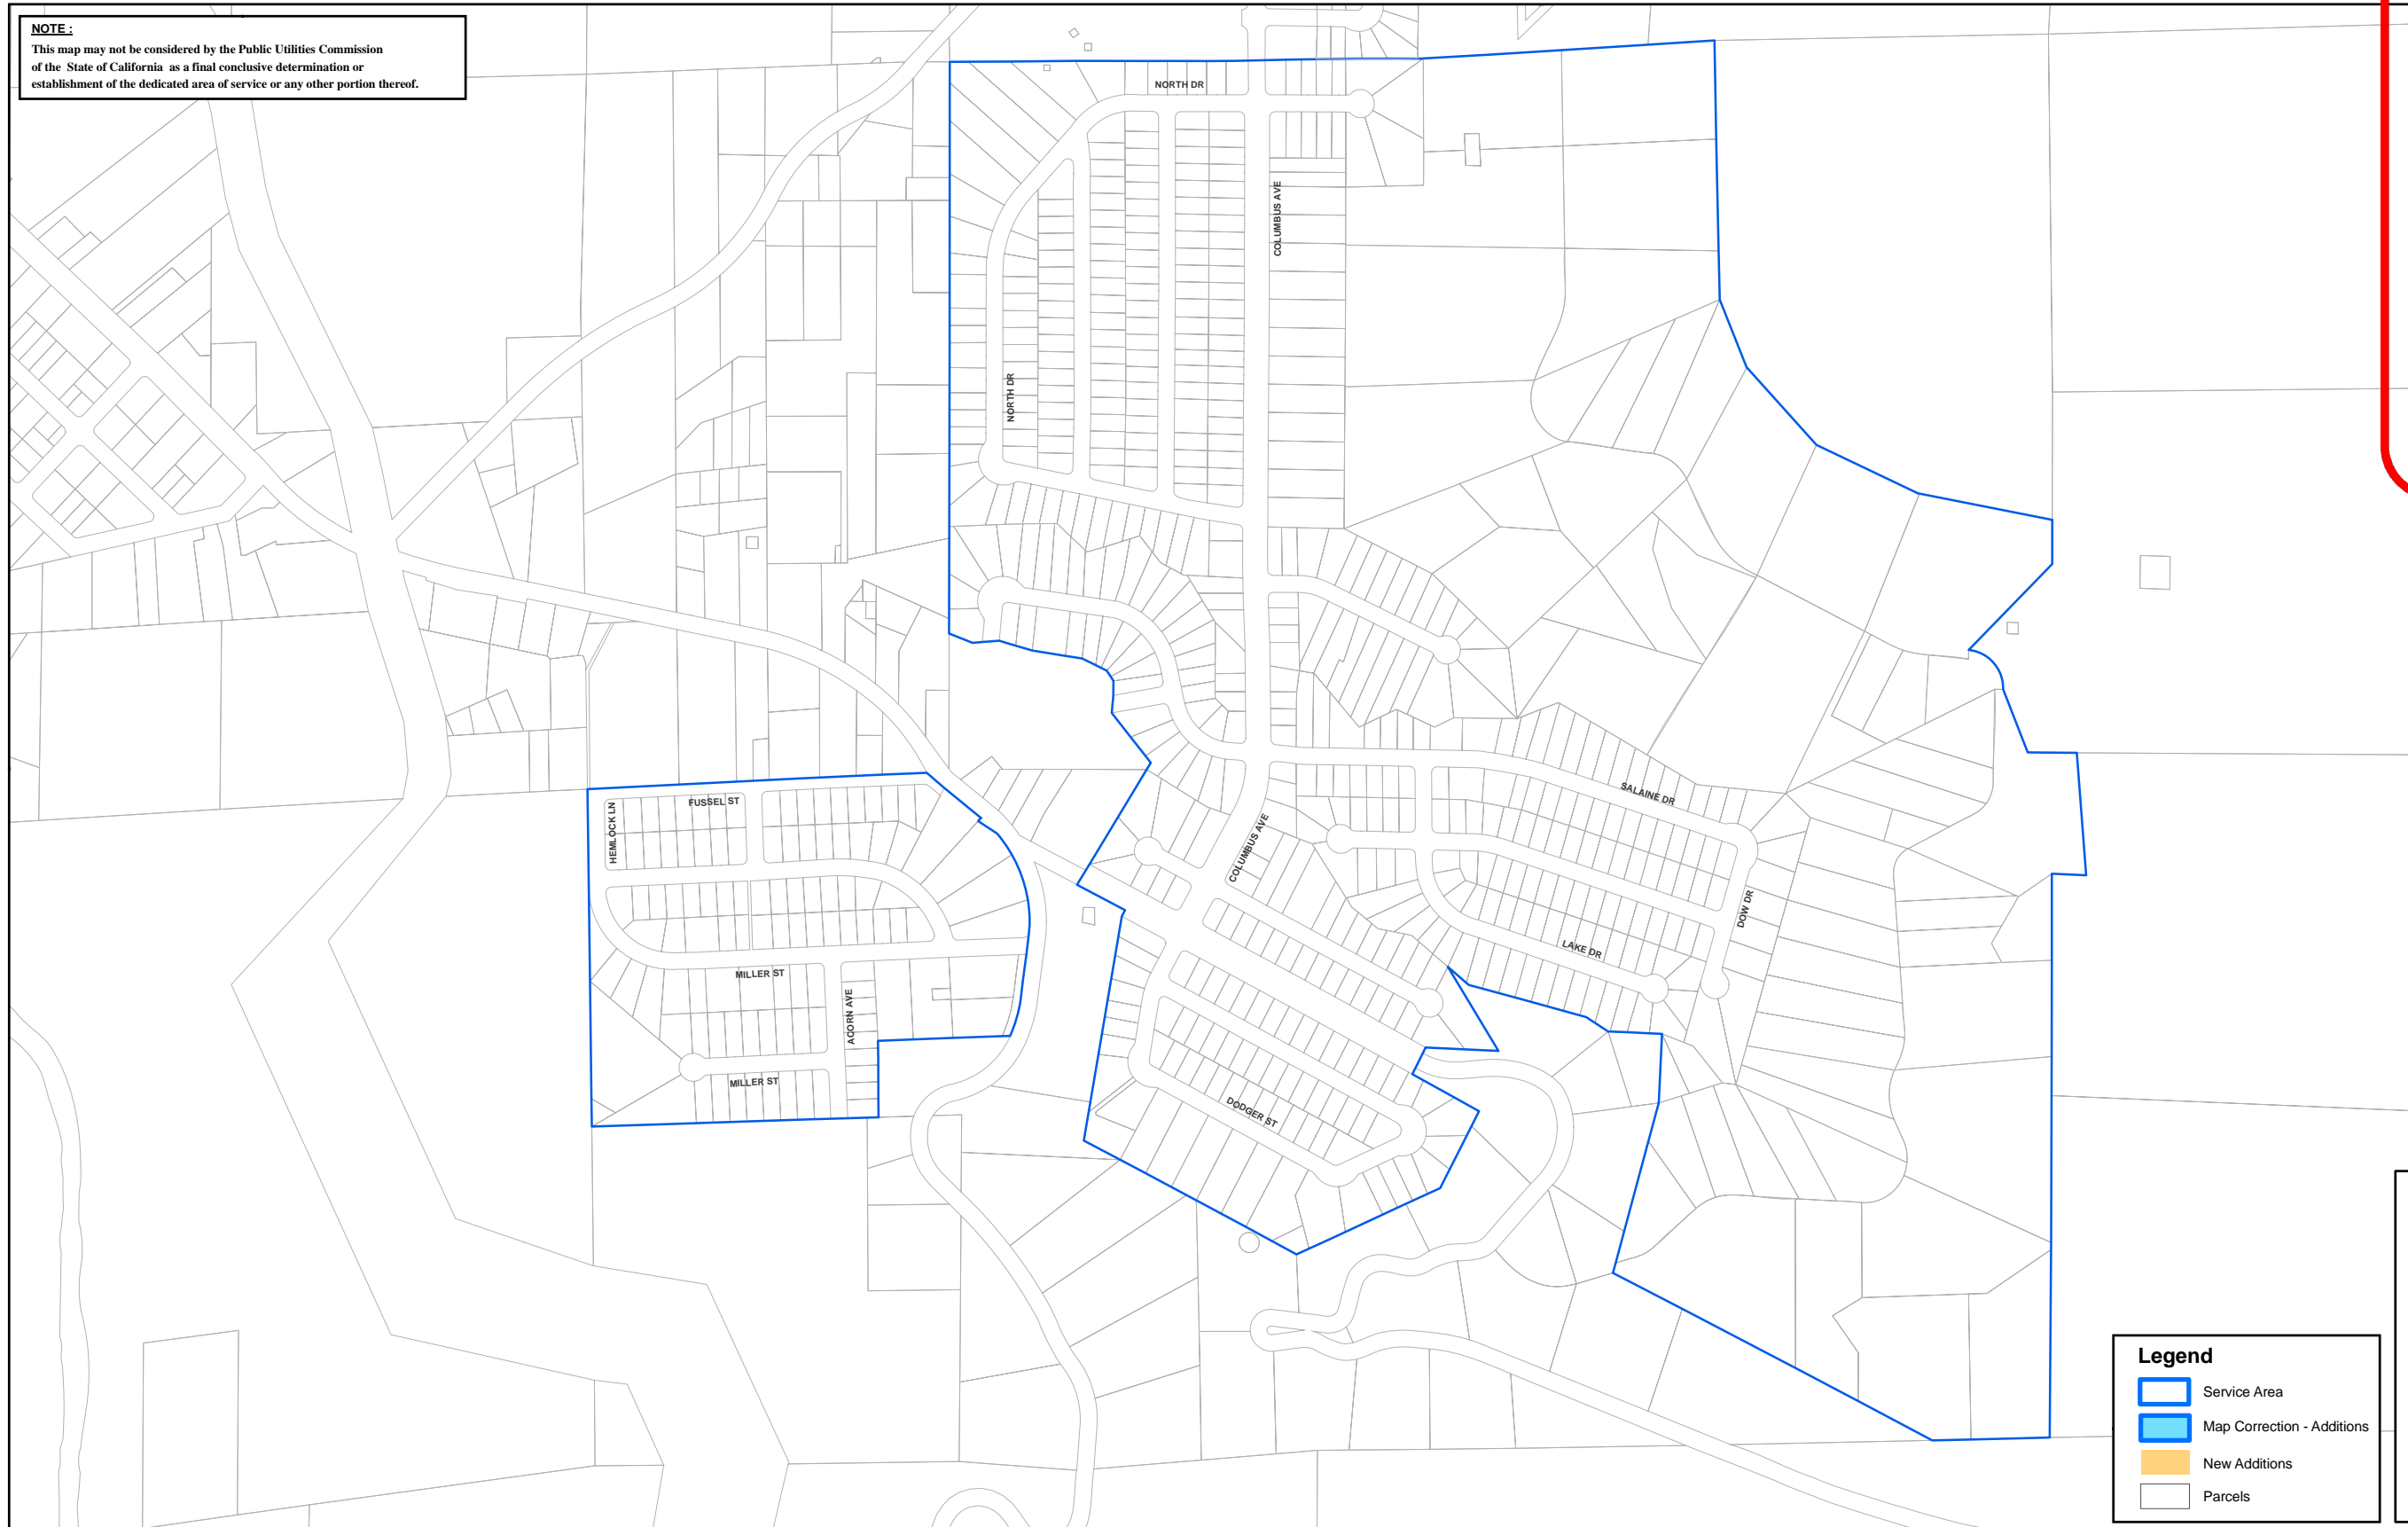 NOTE :
This map may not be considered by the Public Utilities Commission
of the State of California as a final conclusive determination or
establishment of the dedicated area of service or any other portion thereof.
NORTH DR
COLUMBUS AVE
NORTH DR
SALAINE DR
FUSSEL ST
HEMLOCK LN
COLUMBUS AVE
DOW DR
LAKE DR
MILLER ST
ACORN AVE
MILLER ST
DODGER ST
Legend
Service Area
Map Correction - Additions
New Additions
Parcels